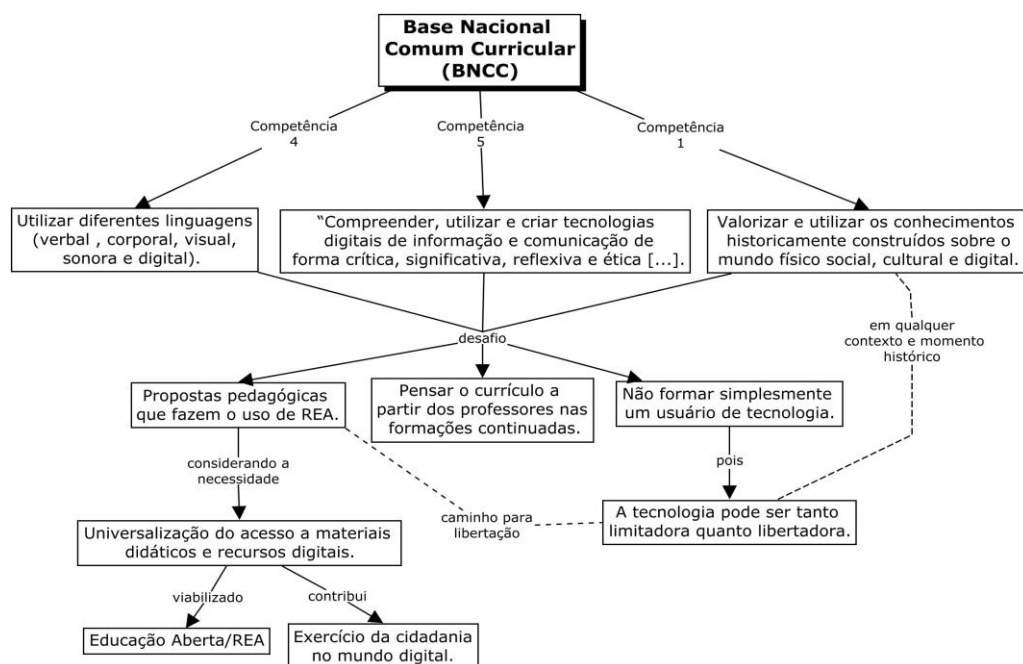 Base Nacional
Comum Curricular
(BNCC)
Competência
4
Competência
5
Competência
1
Utilizar diferentes linguagens
(verbal , corporal, visual,
sonora e digital).
“Compreender, utilizar e criar tecnologias
digitais de informação e comunicação de
forma crítica, significativa, reflexiva e ética [...].
Valorizar e utilizar os conhecimentos
historicamente construídos sobre o
mundo físico social, cultural e digital.
desafio
em qualquer
contexto e momento
histórico
Propostas pedagógicas
que fazem o uso de REA.
Pensar o currículo a
partir dos professores nas
formações continuadas.
Não formar simplesmente
um usuário de tecnologia.
considerando a
necessidade
pois
caminho para
libertação
A tecnologia pode ser tanto
limitadora quanto libertadora.
Universalização do acesso a materiais
didáticos e recursos digitais.
viabilizado
contribui
Educação Aberta/REA
Exercício da cidadania
no mundo digital.